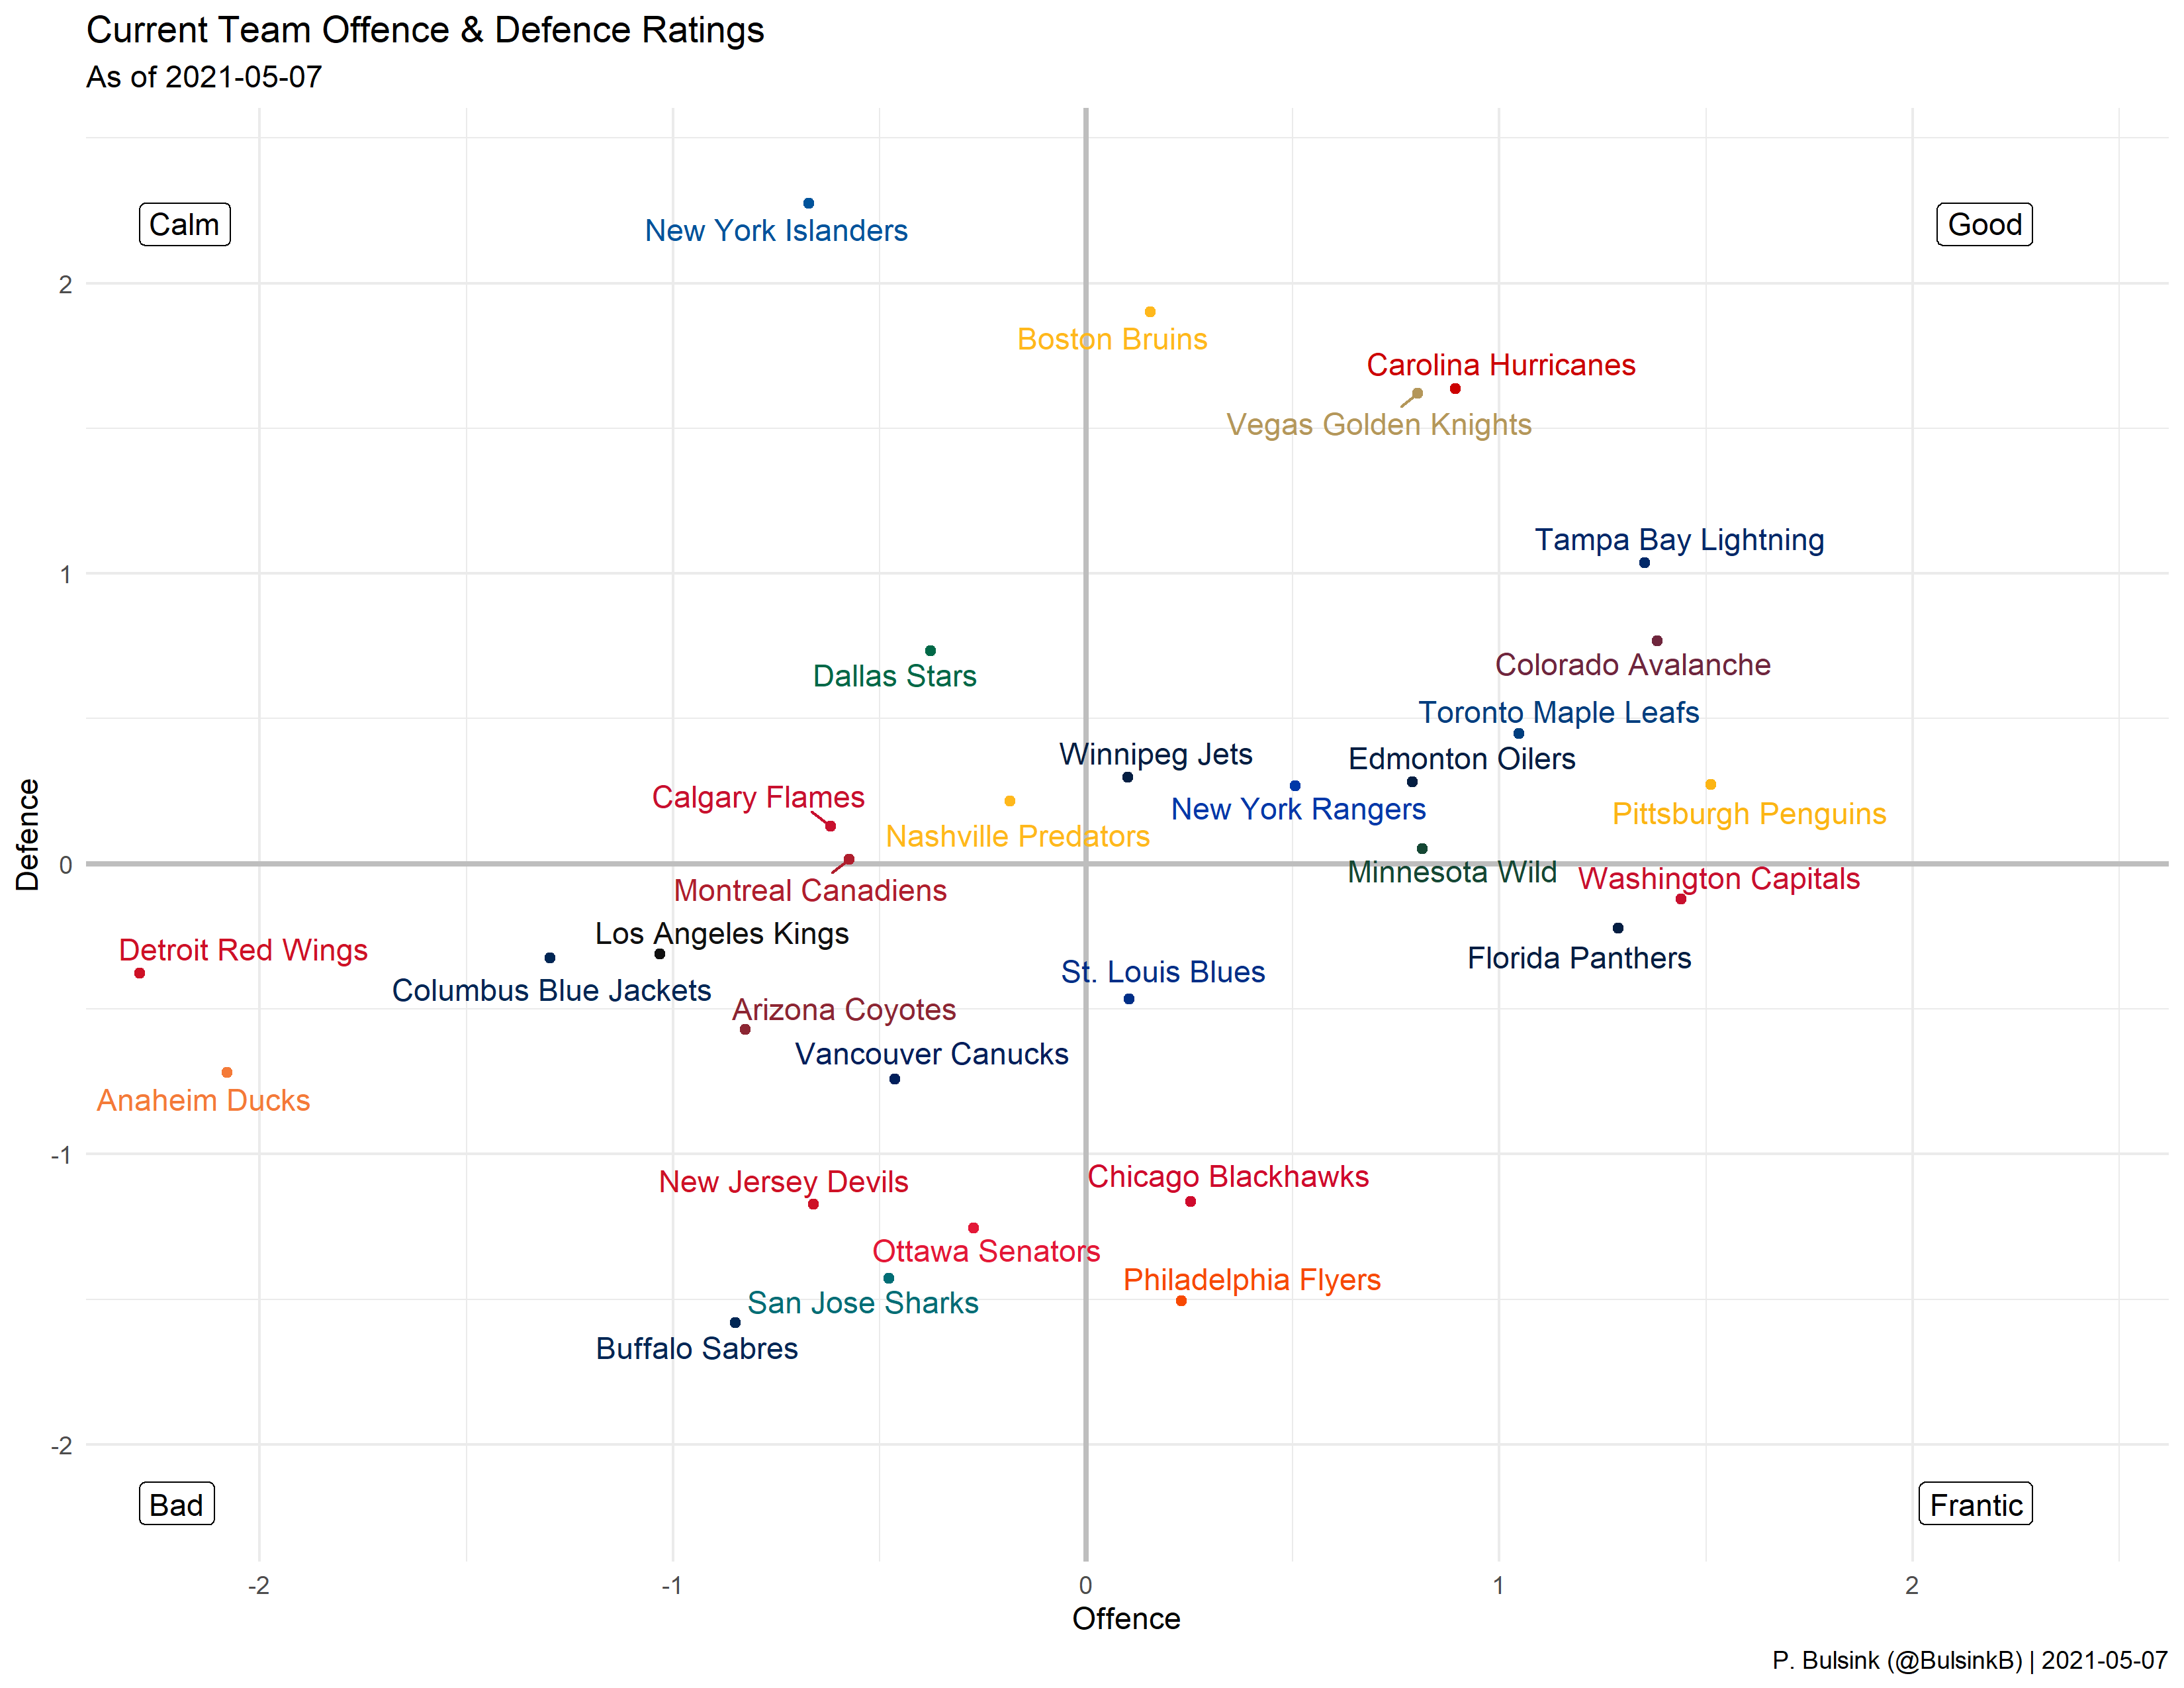 Current Team Offence & Defence Ratings
As of 2021-05-07
Calm
Good
New York Islanders
2
Boston Bruins
Carolina Hurricanes
Vegas Golden Knights
Tampa Bay Lightning
1
Colorado Avalanche
Dallas Stars
Toronto Maple Leafs
Winnipeg Jets
Edmonton Oilers
Calgary Flames
New York Rangers
Pittsburgh Penguins
Nashville Predators
Defence
0
Minnesota Wild
Washington Capitals
Montreal Canadiens
Los Angeles Kings
Detroit Red Wings
Florida Panthers
St. Louis Blues
Columbus Blue Jackets
Arizona Coyotes
Vancouver Canucks
Anaheim Ducks
-1
New Jersey Devils
Chicago Blackhawks
Ottawa Senators
Philadelphia Flyers
San Jose Sharks
Buffalo Sabres
-2
Bad
Frantic
-2
-1
0
1
2
Offence
P. Bulsink (@BulsinkB) | 2021-05-07